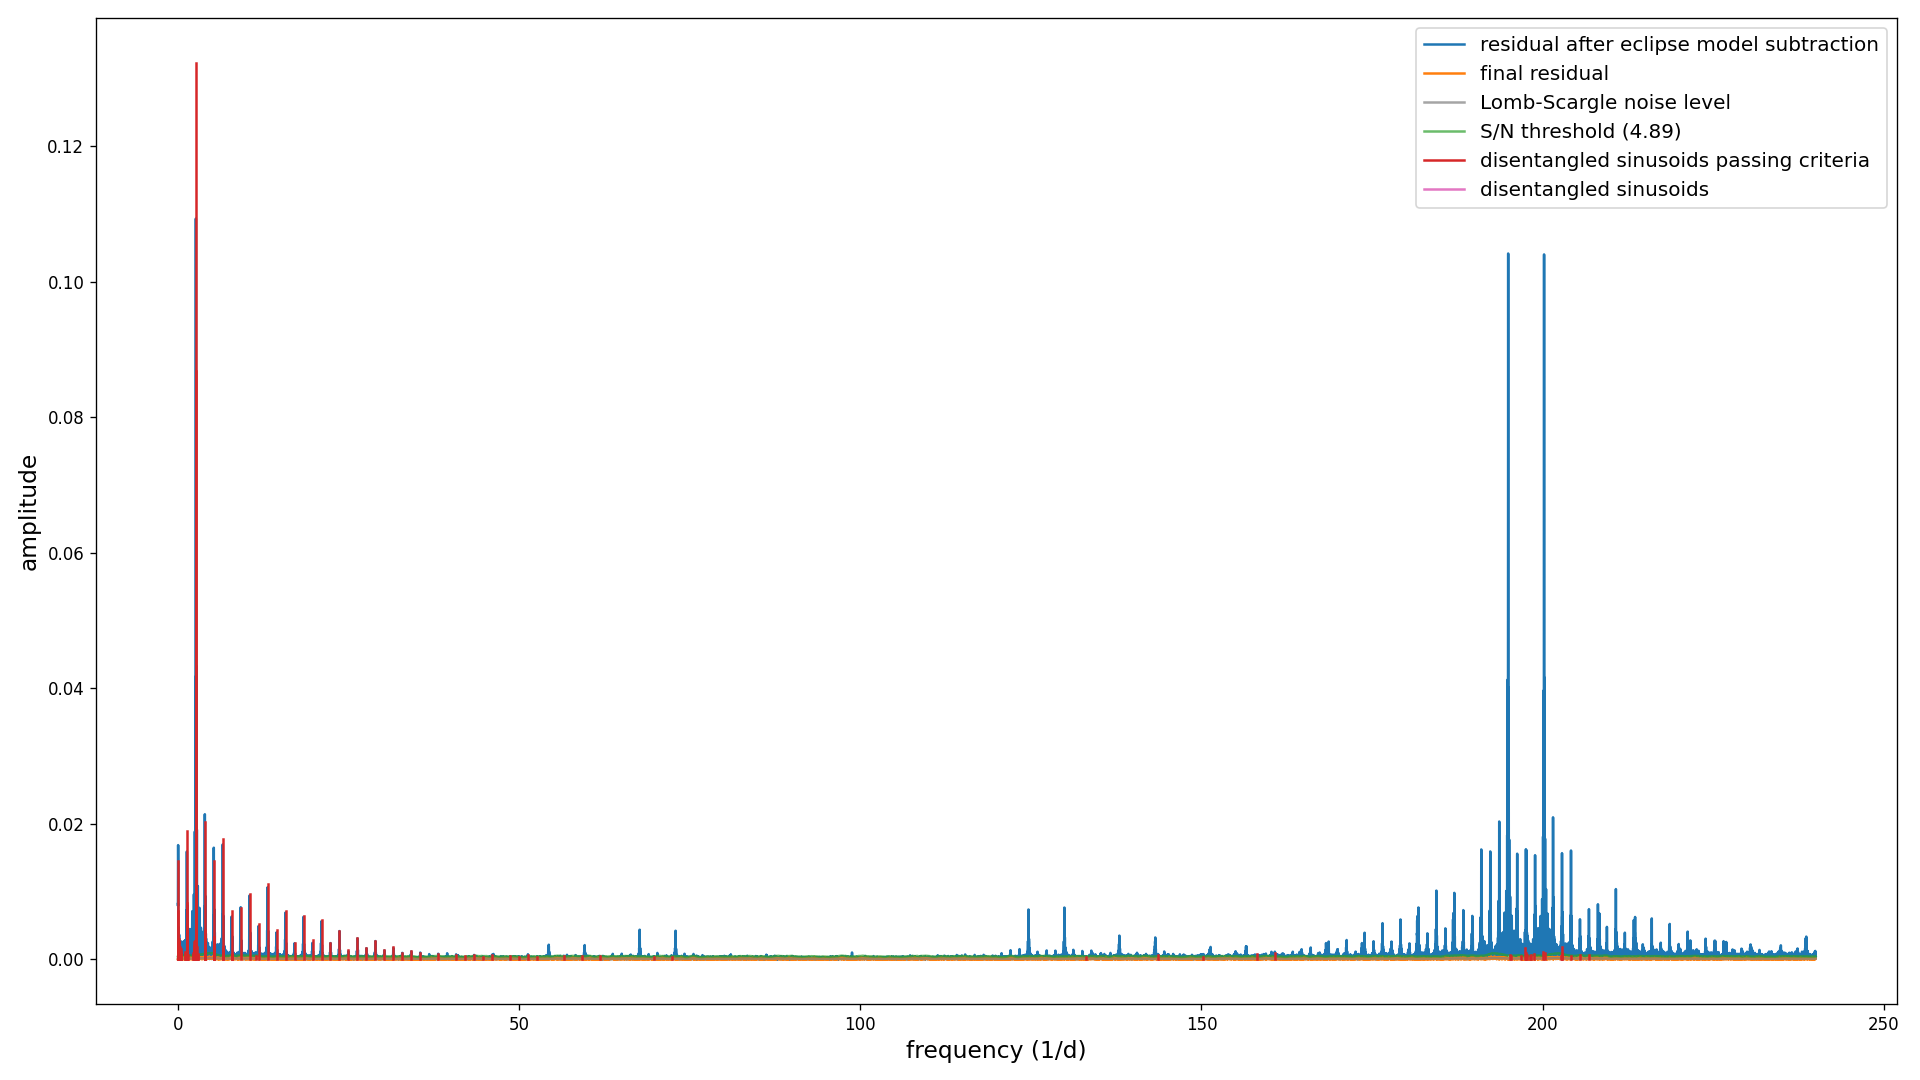 residual after eclipse model subtraction
final residual
Lomb-Scargle noise level
S/N threshold (4.89)
disentangled sinusoids passing criteria
disentangled sinusoids
0.12
0.10
0.08
0.06
0.04
0.02
0.00
amplitude
0 50 100 150 200 250
frequency (1/d)